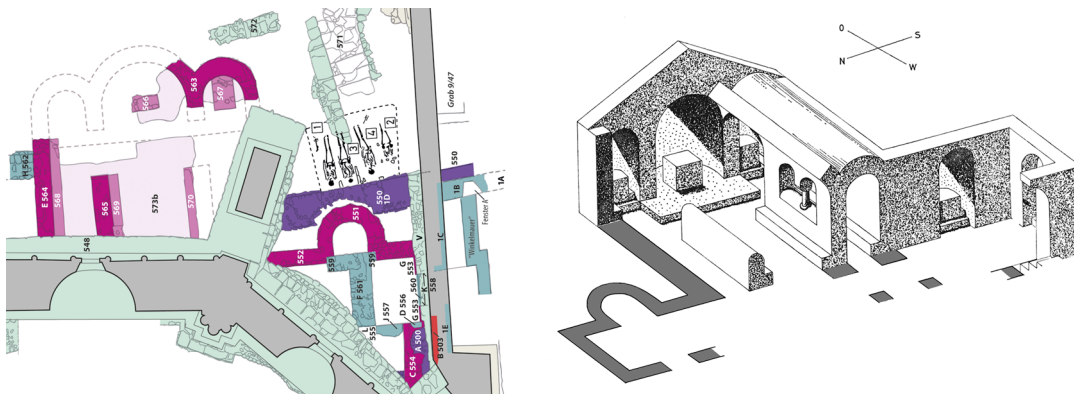 572
571
563
567
566
Grab 9/47
1
2
3
4
H 562
E 564
568
565
569
573b
570
550
550
1D
1B
1A
Fenster A
551
"Winkelmauer"
548
552
559
559
F 561
V
1C
G
553
560
558
K
D 556
G 553
J 557
L
555
A 500
1E
B 503
C 554
O
S
N
W